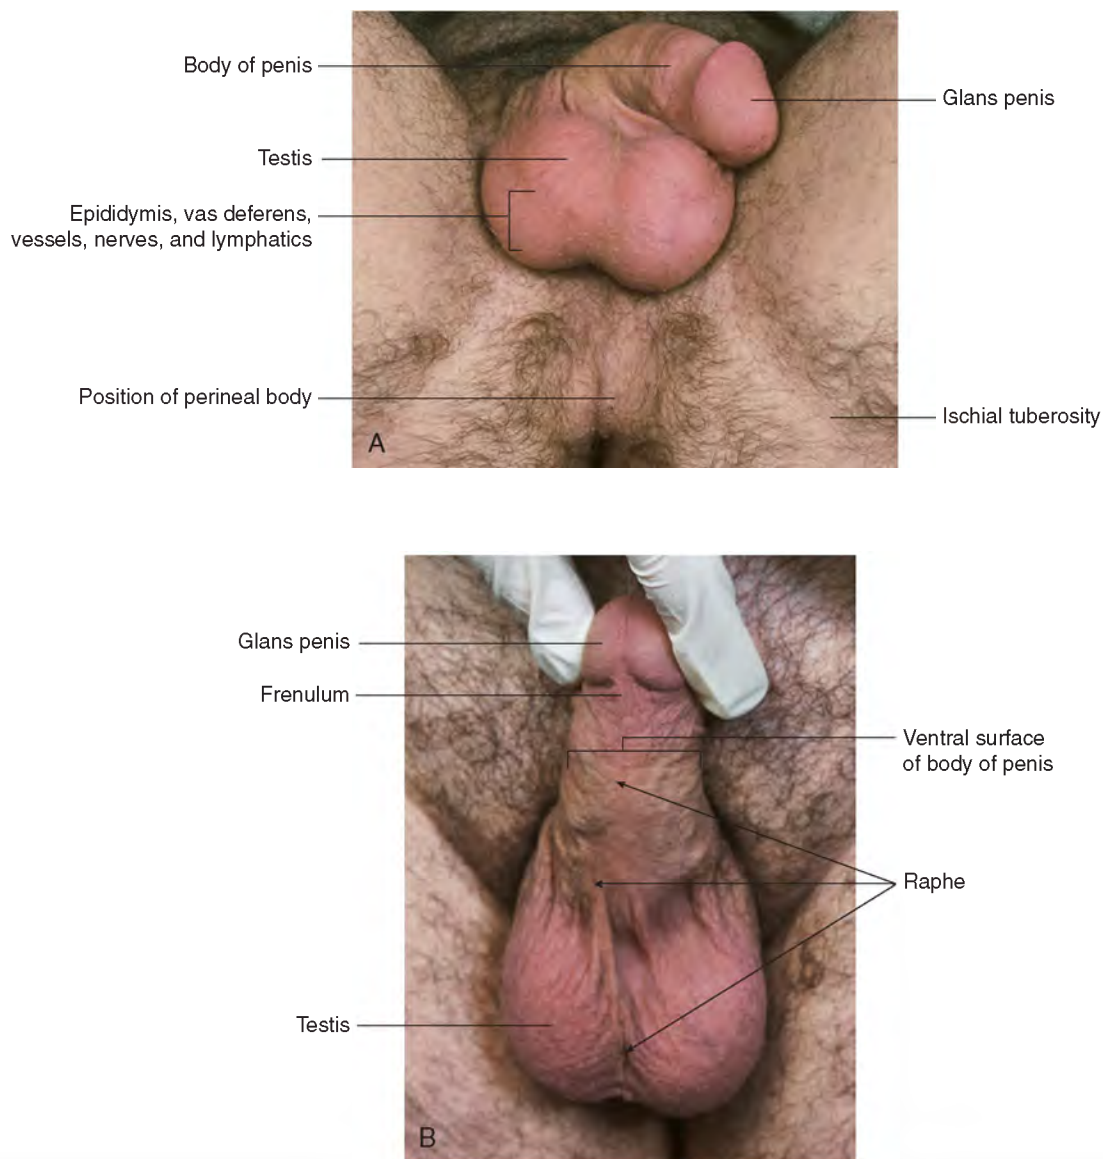 Body of penis
Glans penis
Testis
Epididymis, vas deferens,
vessels, nerves, and lymphatics
Position of perineal body
Ischial tuberosity
A
Glans penis
Frenulum
Ventral surface
of body of penis
Raphe
Testis
B